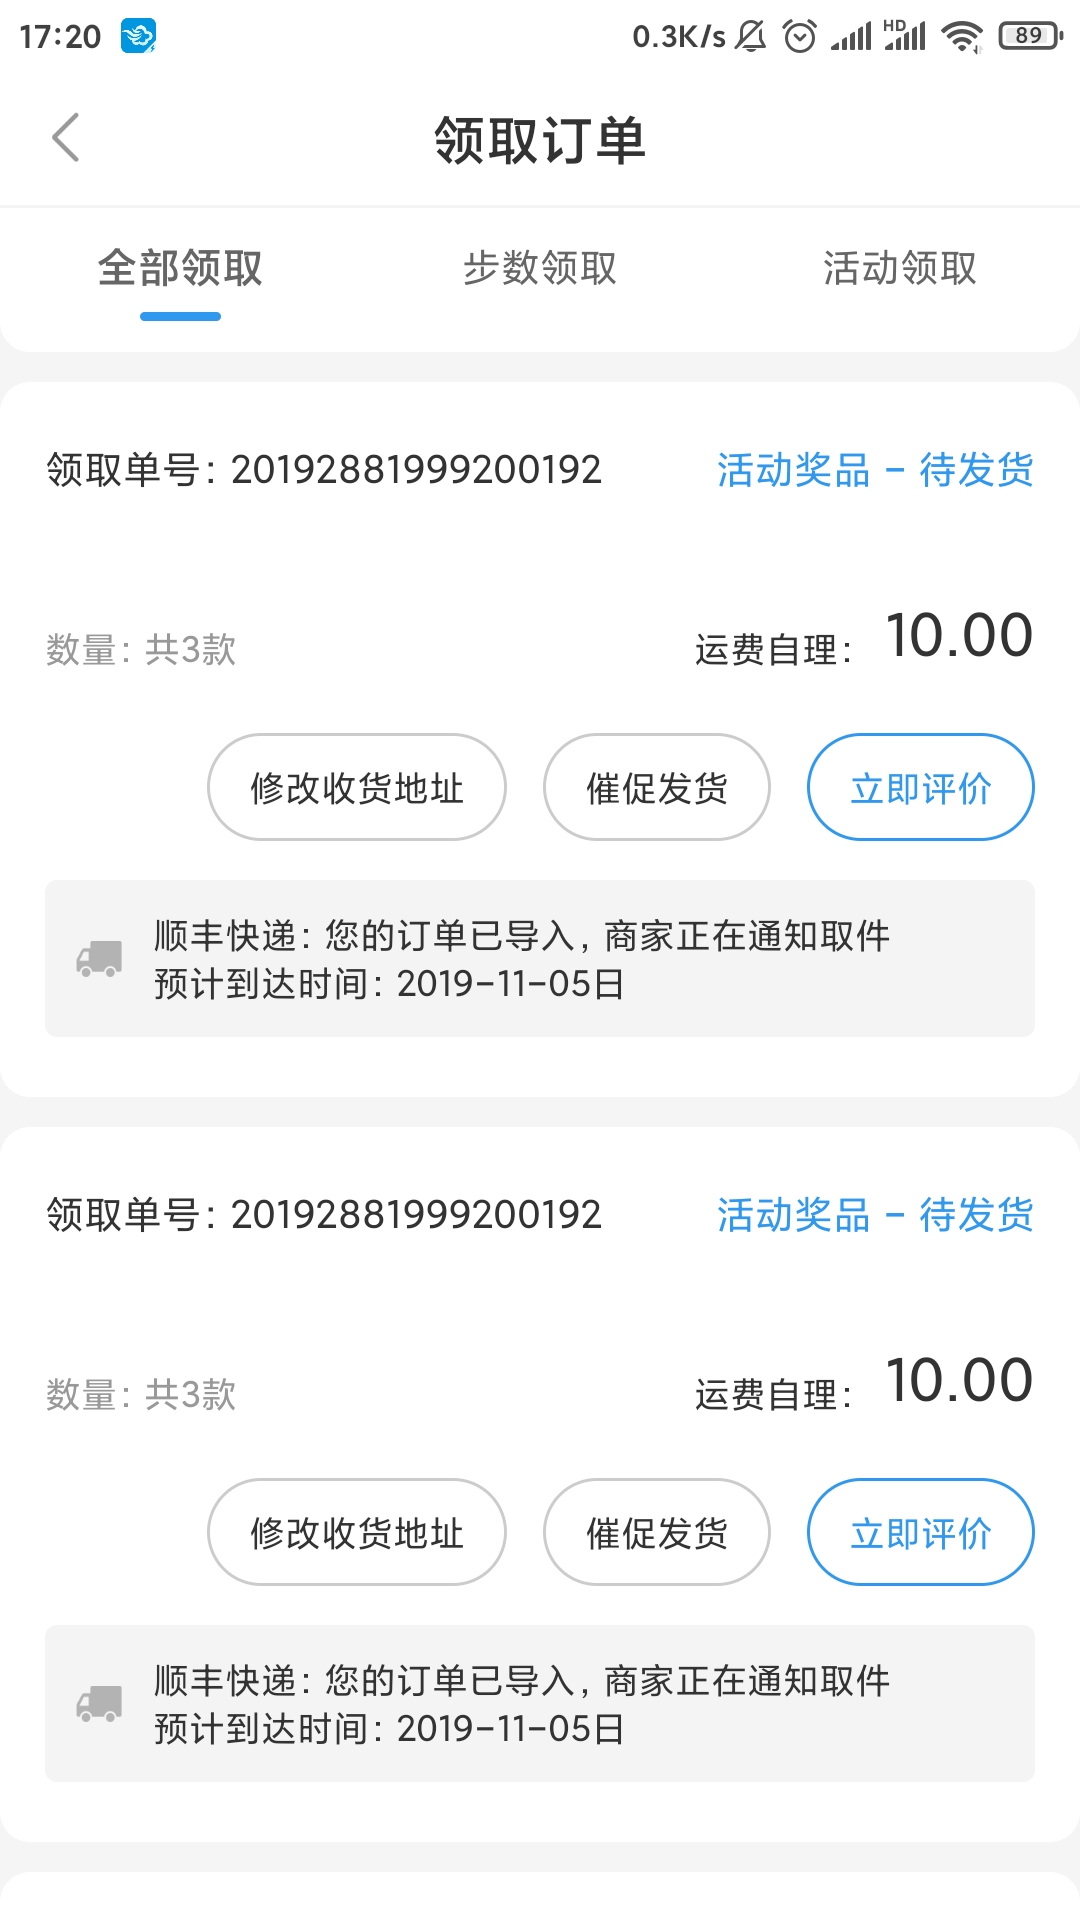 17:20 0.3K/s HD 89
领取订单
全部领取 步数领取 活动领取
领取单号: 20192881999200192 活动奖品 - 待发货
数量: 共3款 运费自理: 10.00
修改收货地址 催促发货 立即评价
顺丰快递: 您的订单已导入, 商家正在通知取件
预计到达时间: 2019-11-05日
领取单号: 20192881999200192 活动奖品 - 待发货
数量: 共3款 运费自理: 10.00
修改收货地址 催促发货 立即评价
顺丰快递: 您的订单已导入, 商家正在通知取件
预计到达时间: 2019-11-05日